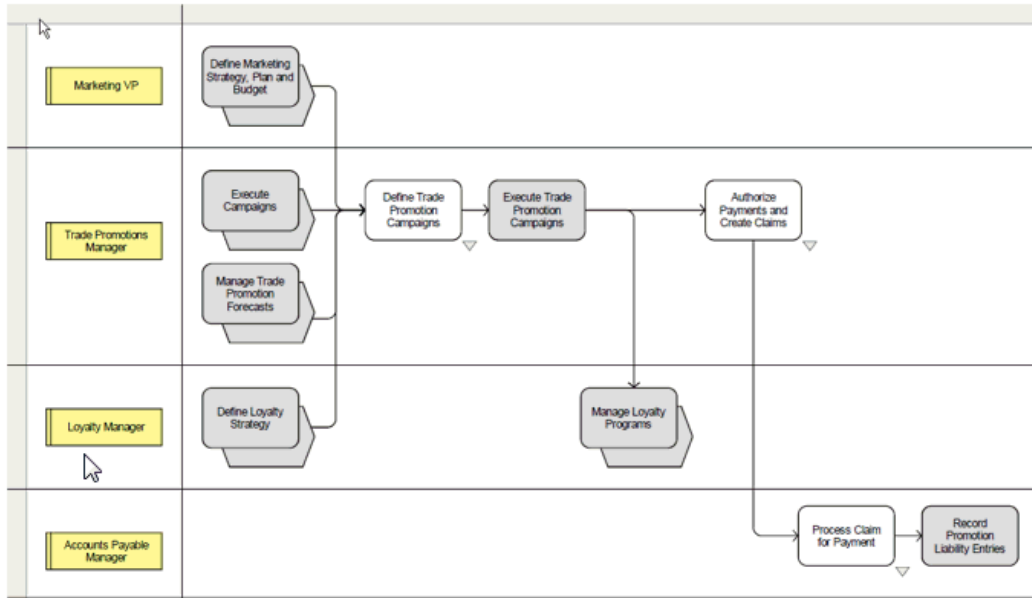 Marketing VP
Define Marketing
Strategy, Plan and
Budget
Trade Promotions
Manager
Execute
Campaigns
Define Trade
Promotion
Campaigns
Execute Trade
Promotion
Campaigns
Authorize
Payments and
Create Claims
Manage Trade
Promotion
Forecasts
Loyalty Manager
Define Loyalty
Strategy
Manage Loyalty
Programs
Accounts Payable
Manager
Process Claim
for Payment
Record
Promotion
Liability Entries